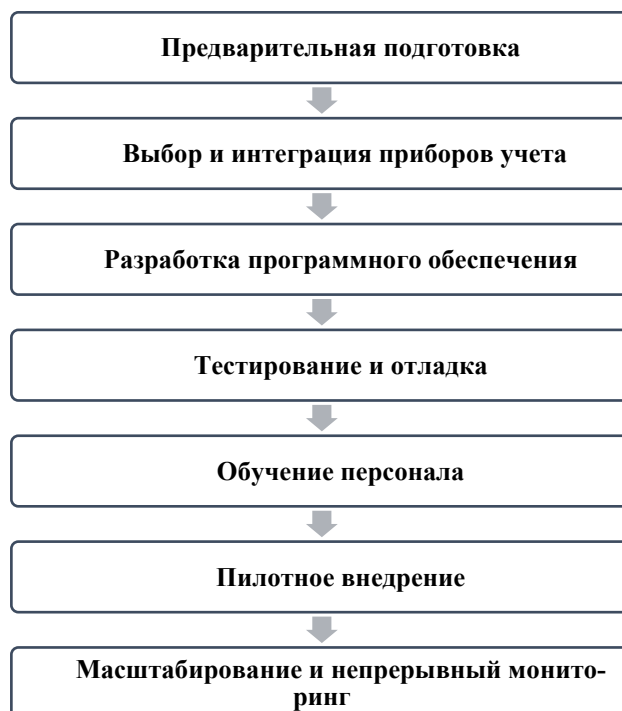 Предварительная подготовка
Выбор и интеграция приборов учета
Разработка программного обеспечения
Тестирование и отладка
Обучение персонала
Пилотное внедрение
Масштабирование и непрерывный монито-
ринг